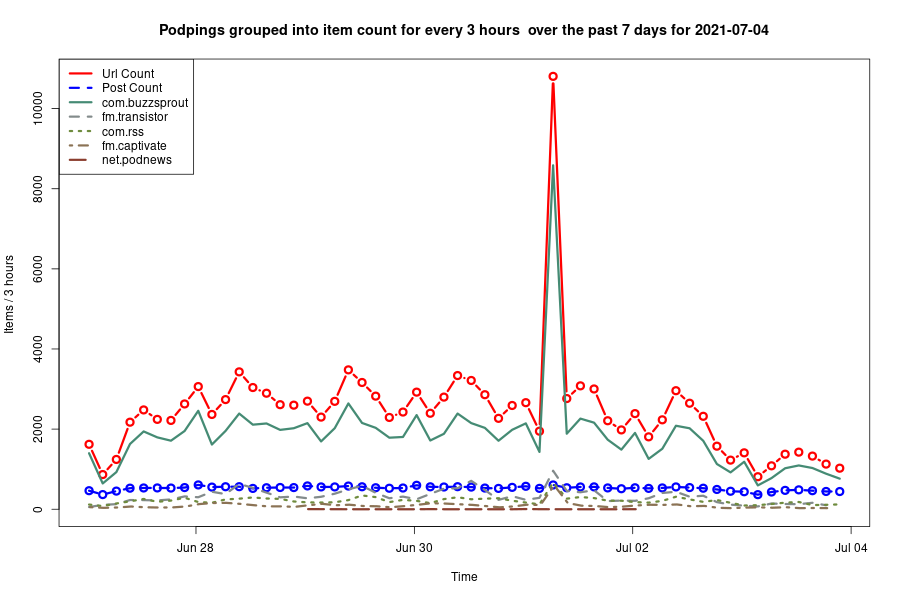 Podpings grouped into item count for every 3 hours  over the past 7 days for 2021-07-04
Url Count
Post Count
com.buzzsprout
fm.transistor
com.rss
fm.captivate
net.podnews
Items / 3 hours
10000
8000
6000
4000
2000
0
Jun 28
Jun 30
Jul 02
Jul 04
Time